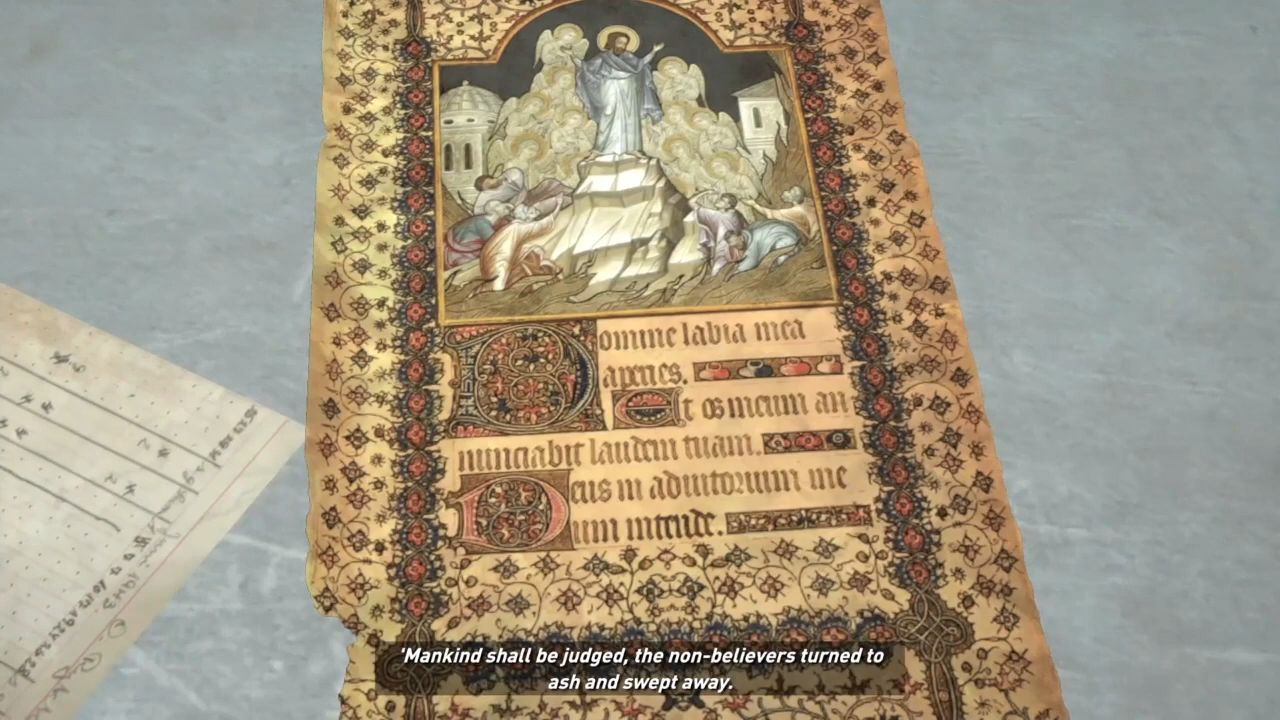 Domine labia mea
aperies.
Et os meum an
nunciabit laudem tuam.
Deus in adiutorium me
um intende.
'Mankind shall be judged, the non-believers turned to
ash and swept away.